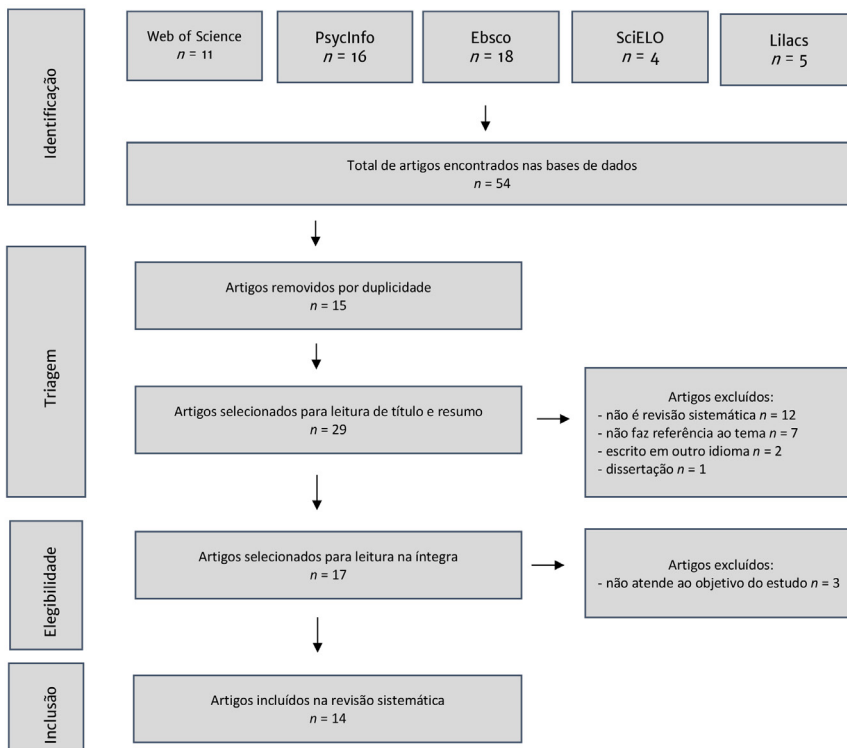 Identificação
Web of Science
n = 11
PsycInfo
n = 16
Ebsco
n = 18
SciELO
n = 4
Lilacs
n = 5
Total de artigos encontrados nas bases de dados
n = 54
Triagem
Artigos removidos por duplicidade
n = 15
Artigos selecionados para leitura de título e resumo
n = 29
Artigos excluídos:
- não é revisão sistemática n = 12
- não faz referência ao tema n = 7
- escrito em outro idioma n = 2
- dissertação n = 1
Elegibilidade
Artigos selecionados para leitura na íntegra
n = 17
Artigos excluídos:
- não atende ao objetivo do estudo n = 3
Inclusão
Artigos incluídos na revisão sistemática
n = 14